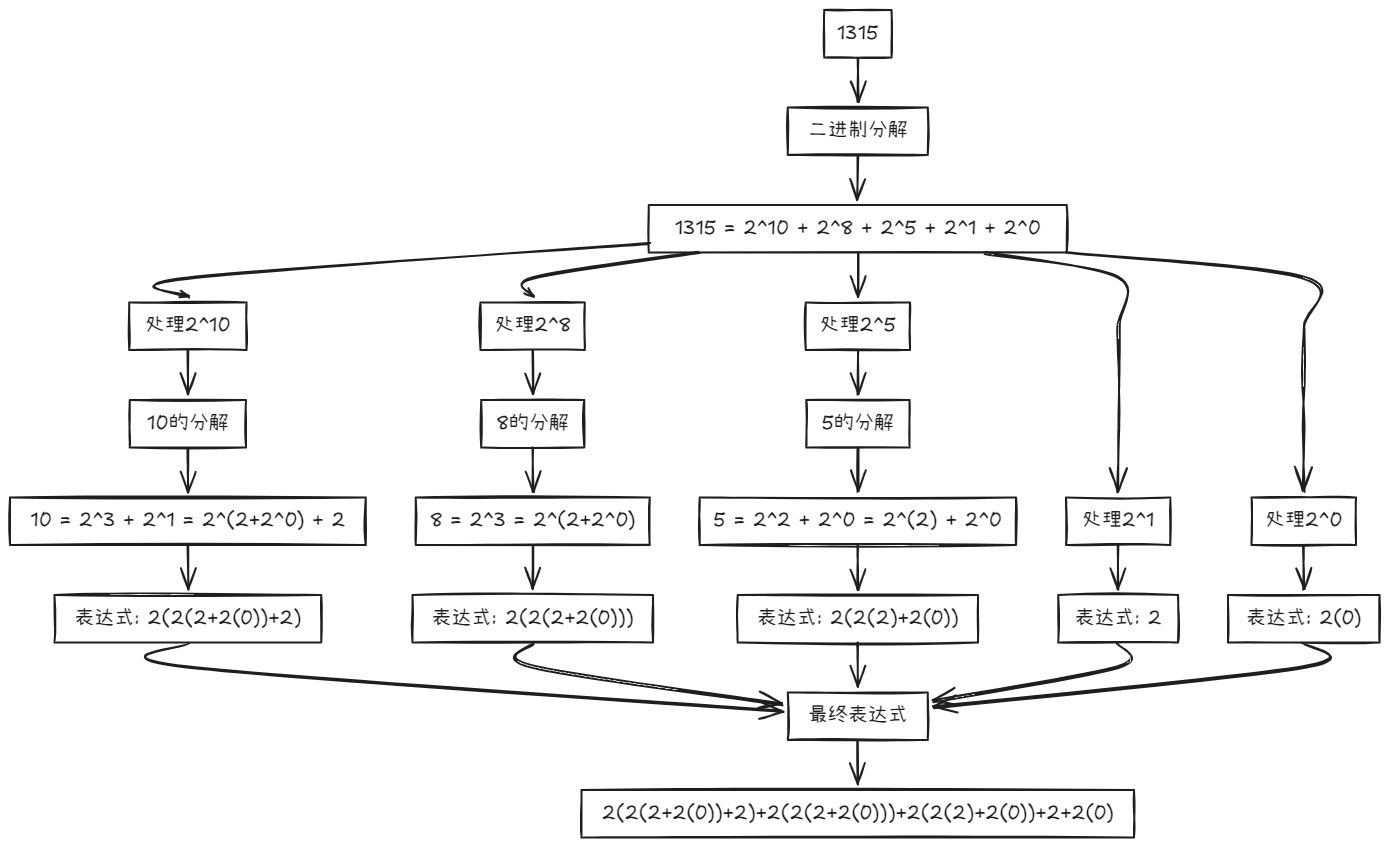 1315
二进制分解
1315 = 2^10 + 2^8 + 2^5 + 2^1 + 2^0
处理2^10
处理2^8
处理2^5
10的分解
8的分解
5的分解
10 = 2^3 + 2^1 = 2^(2+2^0) + 2
8 = 2^3 = 2^(2+2^0)
5 = 2^2 + 2^0 = 2^(2) + 2^0
处理2^1
处理2^0
表达式: 2(2(2+2(0))+2)
表达式: 2(2(2+2(0)))
表达式: 2(2(2)+2(0))
表达式: 2
表达式: 2(0)
最终表达式
2(2(2+2(0))+2)+2(2(2+2(0)))+2(2(2)+2(0))+2+2(0)